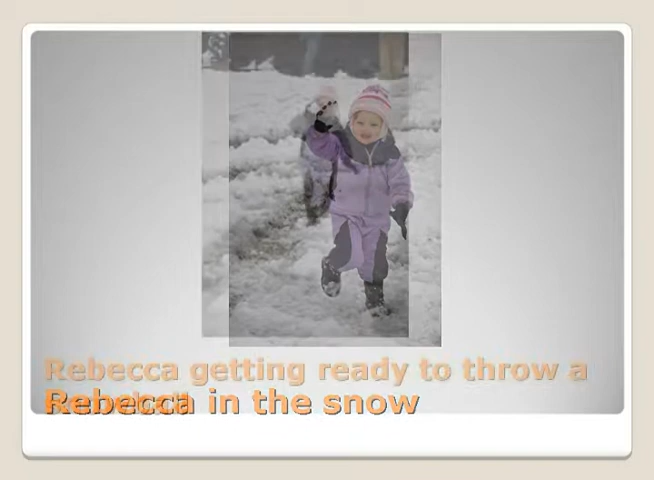 Rebecca getting ready to throw a
Rebecca in the snow